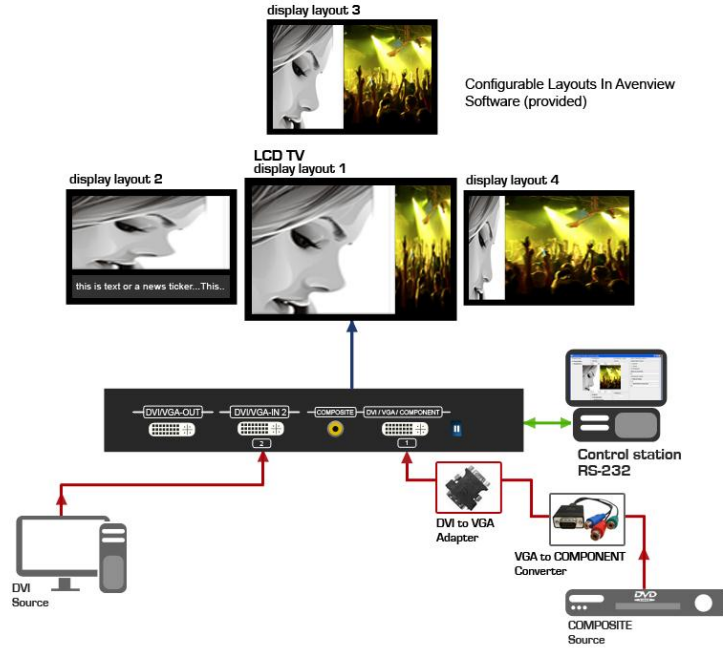 display layout 3
Configurable Layouts In Avenview
Software (provided)
LCD TV
display layout 1
display layout 2
display layout 4
this is text or a news ticker...This..
DVI/VGA-OUT
DVI/VGA-IN 2
COMPOSITE
DVI / VGA / COMPONENT
2
1
Control station
RS-232
DVI to VGA
Adapter
VGA to COMPONENT
Converter
DVI
Source
DVD
COMPOSITE
Source